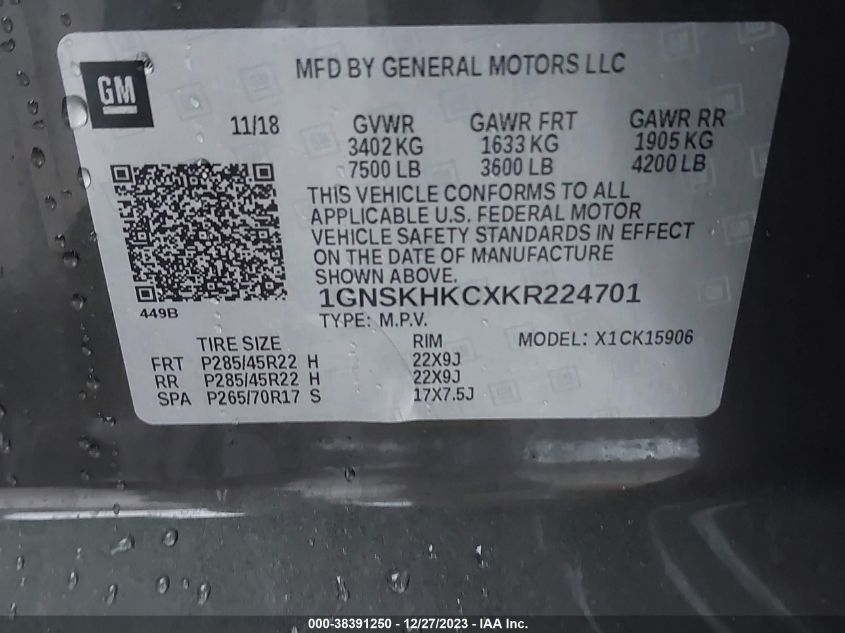 MFD BY GENERAL MOTORS LLC
GM
11/18 GVWR GAWR FRT GAWR RR
3402 KG 1633 KG 1905 KG
7500 LB 3600 LB 4200 LB
THIS VEHICLE CONFORMS TO ALL
APPLICABLE U.S. FEDERAL MOTOR
VEHICLE SAFETY STANDARDS IN EFFECT
ON THE DATE OF MANUFACTURE
SHOWN ABOVE.
1GNSKHKCXKR224701
449B
TYPE: M.P.V.
TIRE SIZE RIM MODEL: X1CK15906
FRT P285/45R22 H 22X9J
RR P285/45R22 H 22X9J
SPA P265/70R17 S 17X7.5J
000-38391250 - 12/27/2023 - IAA Inc.